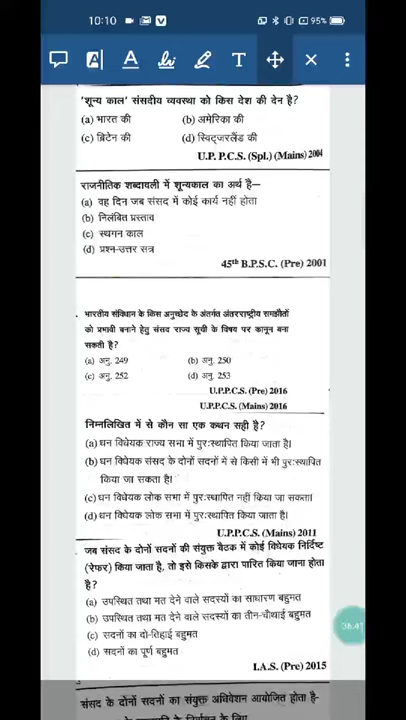 10:10
95%
A
A
T
'शून्य काल' संसदीय व्यवस्था को किस देश की देन है?
(a) भारत की (b) अमेरिका की
(c) ब्रिटेन की (d) स्विट्जरलैंड की
U.P. P.C.S. (Spl.) (Mains) 2004
राजनीतिक शब्दावली में शून्यकाल का अर्थ है—
(a) वह दिन जब संसद में कोई कार्य नहीं होता
(b) निलंबित प्रस्ताव
(c) स्थगन काल
(d) प्रश्न-उत्तर सत्र
45th B.P.S.C. (Pre) 2001
भारतीय संविधान के किस अनुच्छेद के अंतर्गत अंतरराष्ट्रीय समझौतों
को प्रभावी बनाने हेतु संसद राज्य सूची के विषय पर कानून बना
सकती है?
(a) अनु. 249 (b) अनु. 250
(c) अनु. 252 (d) अनु. 253
U.P.P.C.S. (Pre) 2016
U.P.P.C.S. (Mains) 2016
निम्नलिखित में से कौन सा एक कथन सही है?
(a) धन विधेयक राज्य सभा में पुरःस्थापित किया जाता है।
(b) धन विधेयक संसद के दोनों सदनों में से किसी में भी पुरःस्थापित
किया जा सकता है।
(c) धन विधेयक लोक सभा में पुरःस्थापित नहीं किया जा सकता।
(d) धन विधेयक लोक सभा में पुरःस्थापित किया जाता है।
U.P.P.C.S. (Mains) 2011
जब संसद के दोनों सदनों की संयुक्त बैठक में कोई विधेयक निर्दिष्ट
(रेफर) किया जाता है, तो इसे किसके द्वारा पारित किया जाना होता
है?
(a) उपस्थित तथा मत देने वाले सदस्यों का साधारण बहुमत
(b) उपस्थित तथा मत देने वाले सदस्यों का तीन-चौथाई बहुमत
(c) सदनों का दो-तिहाई बहुमत
(d) सदनों का पूर्ण बहुमत
I.A.S. (Pre) 2015
संसद के दोनों सदनों का संयुक्त अधिवेशन आयोजित होता है-